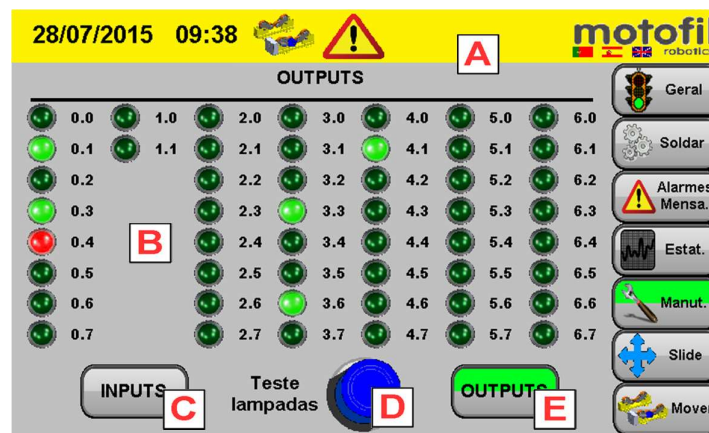 28/07/2015 09:38
motofil
robotic
A
OUTPUTS
0.0 1.0 2.0 3.0 4.0 5.0 6.0
0.1 1.1 2.1 3.1 4.1 5.1 6.1
0.2 2.2 3.2 4.2 5.2 6.2
0.3 2.3 3.3 4.3 5.3 6.3
0.4 B 2.4 3.4 4.4 5.4 6.4
0.5 2.5 3.5 4.5 5.5 6.5
0.6 2.6 3.6 4.6 5.6 6.6
0.7 2.7 3.7 4.7 5.7 6.7
INPUTS
C
Teste
lampadas
D
OUTPUTS
E
Geral
Soldar
Alarmes
Mensa.
Estat.
Manut.
Slide
Mover